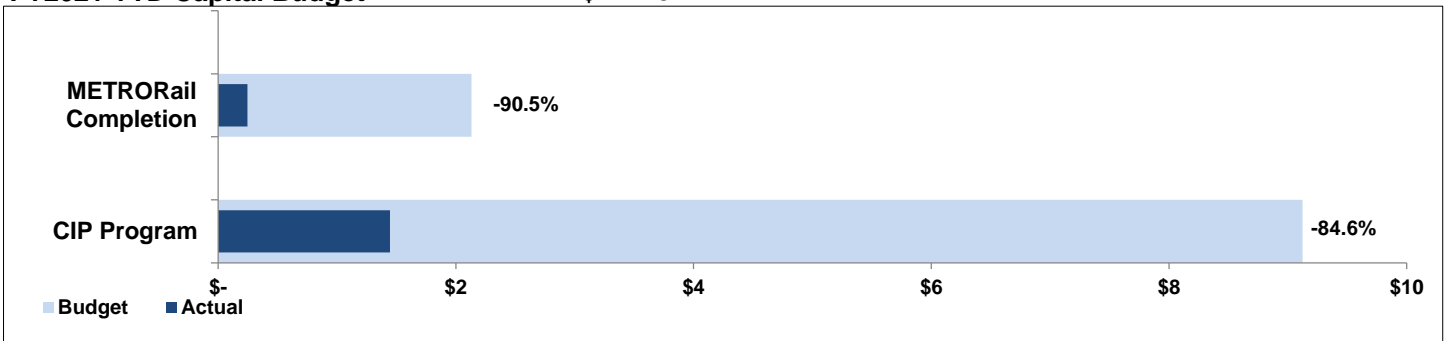 METRORail
Completion
-90.5%
CIP Program
-84.6%
$- $2 $4 $6 $8 $10
Budget Actual